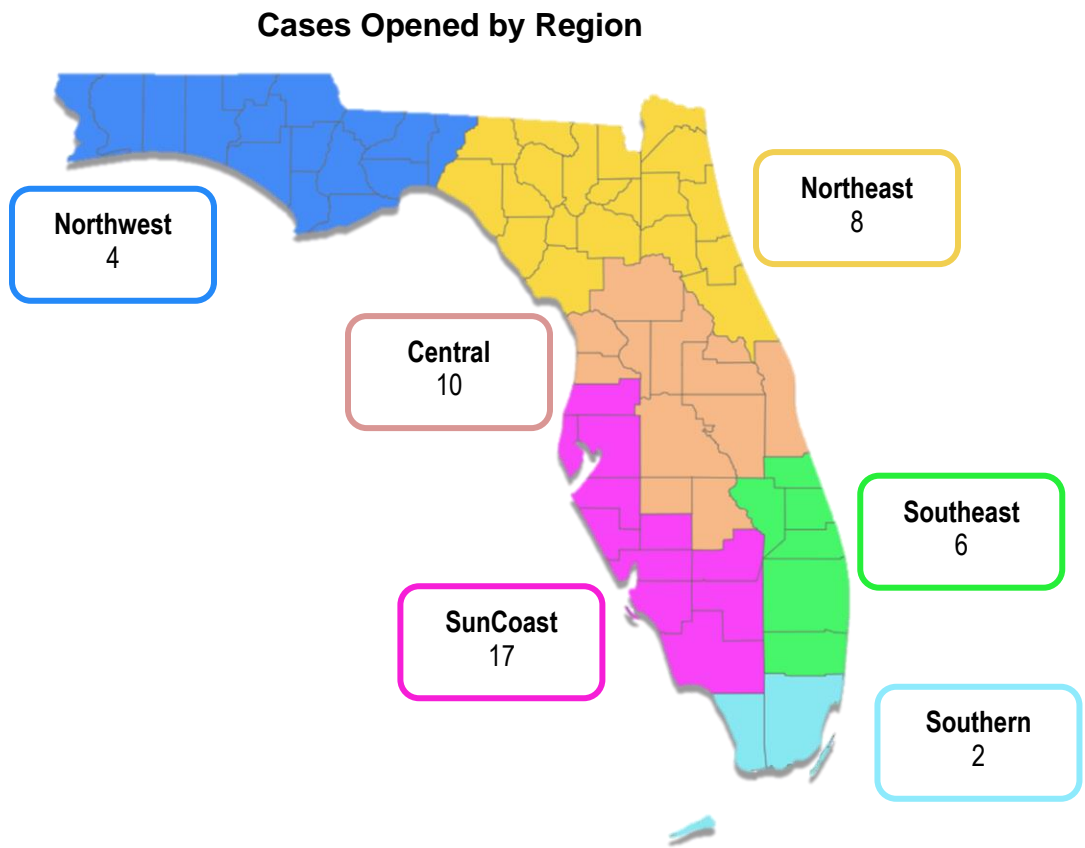 Cases Opened by Region
Northeast
8
Northwest
4
Central
10
Southeast
6
SunCoast
17
Southern
2